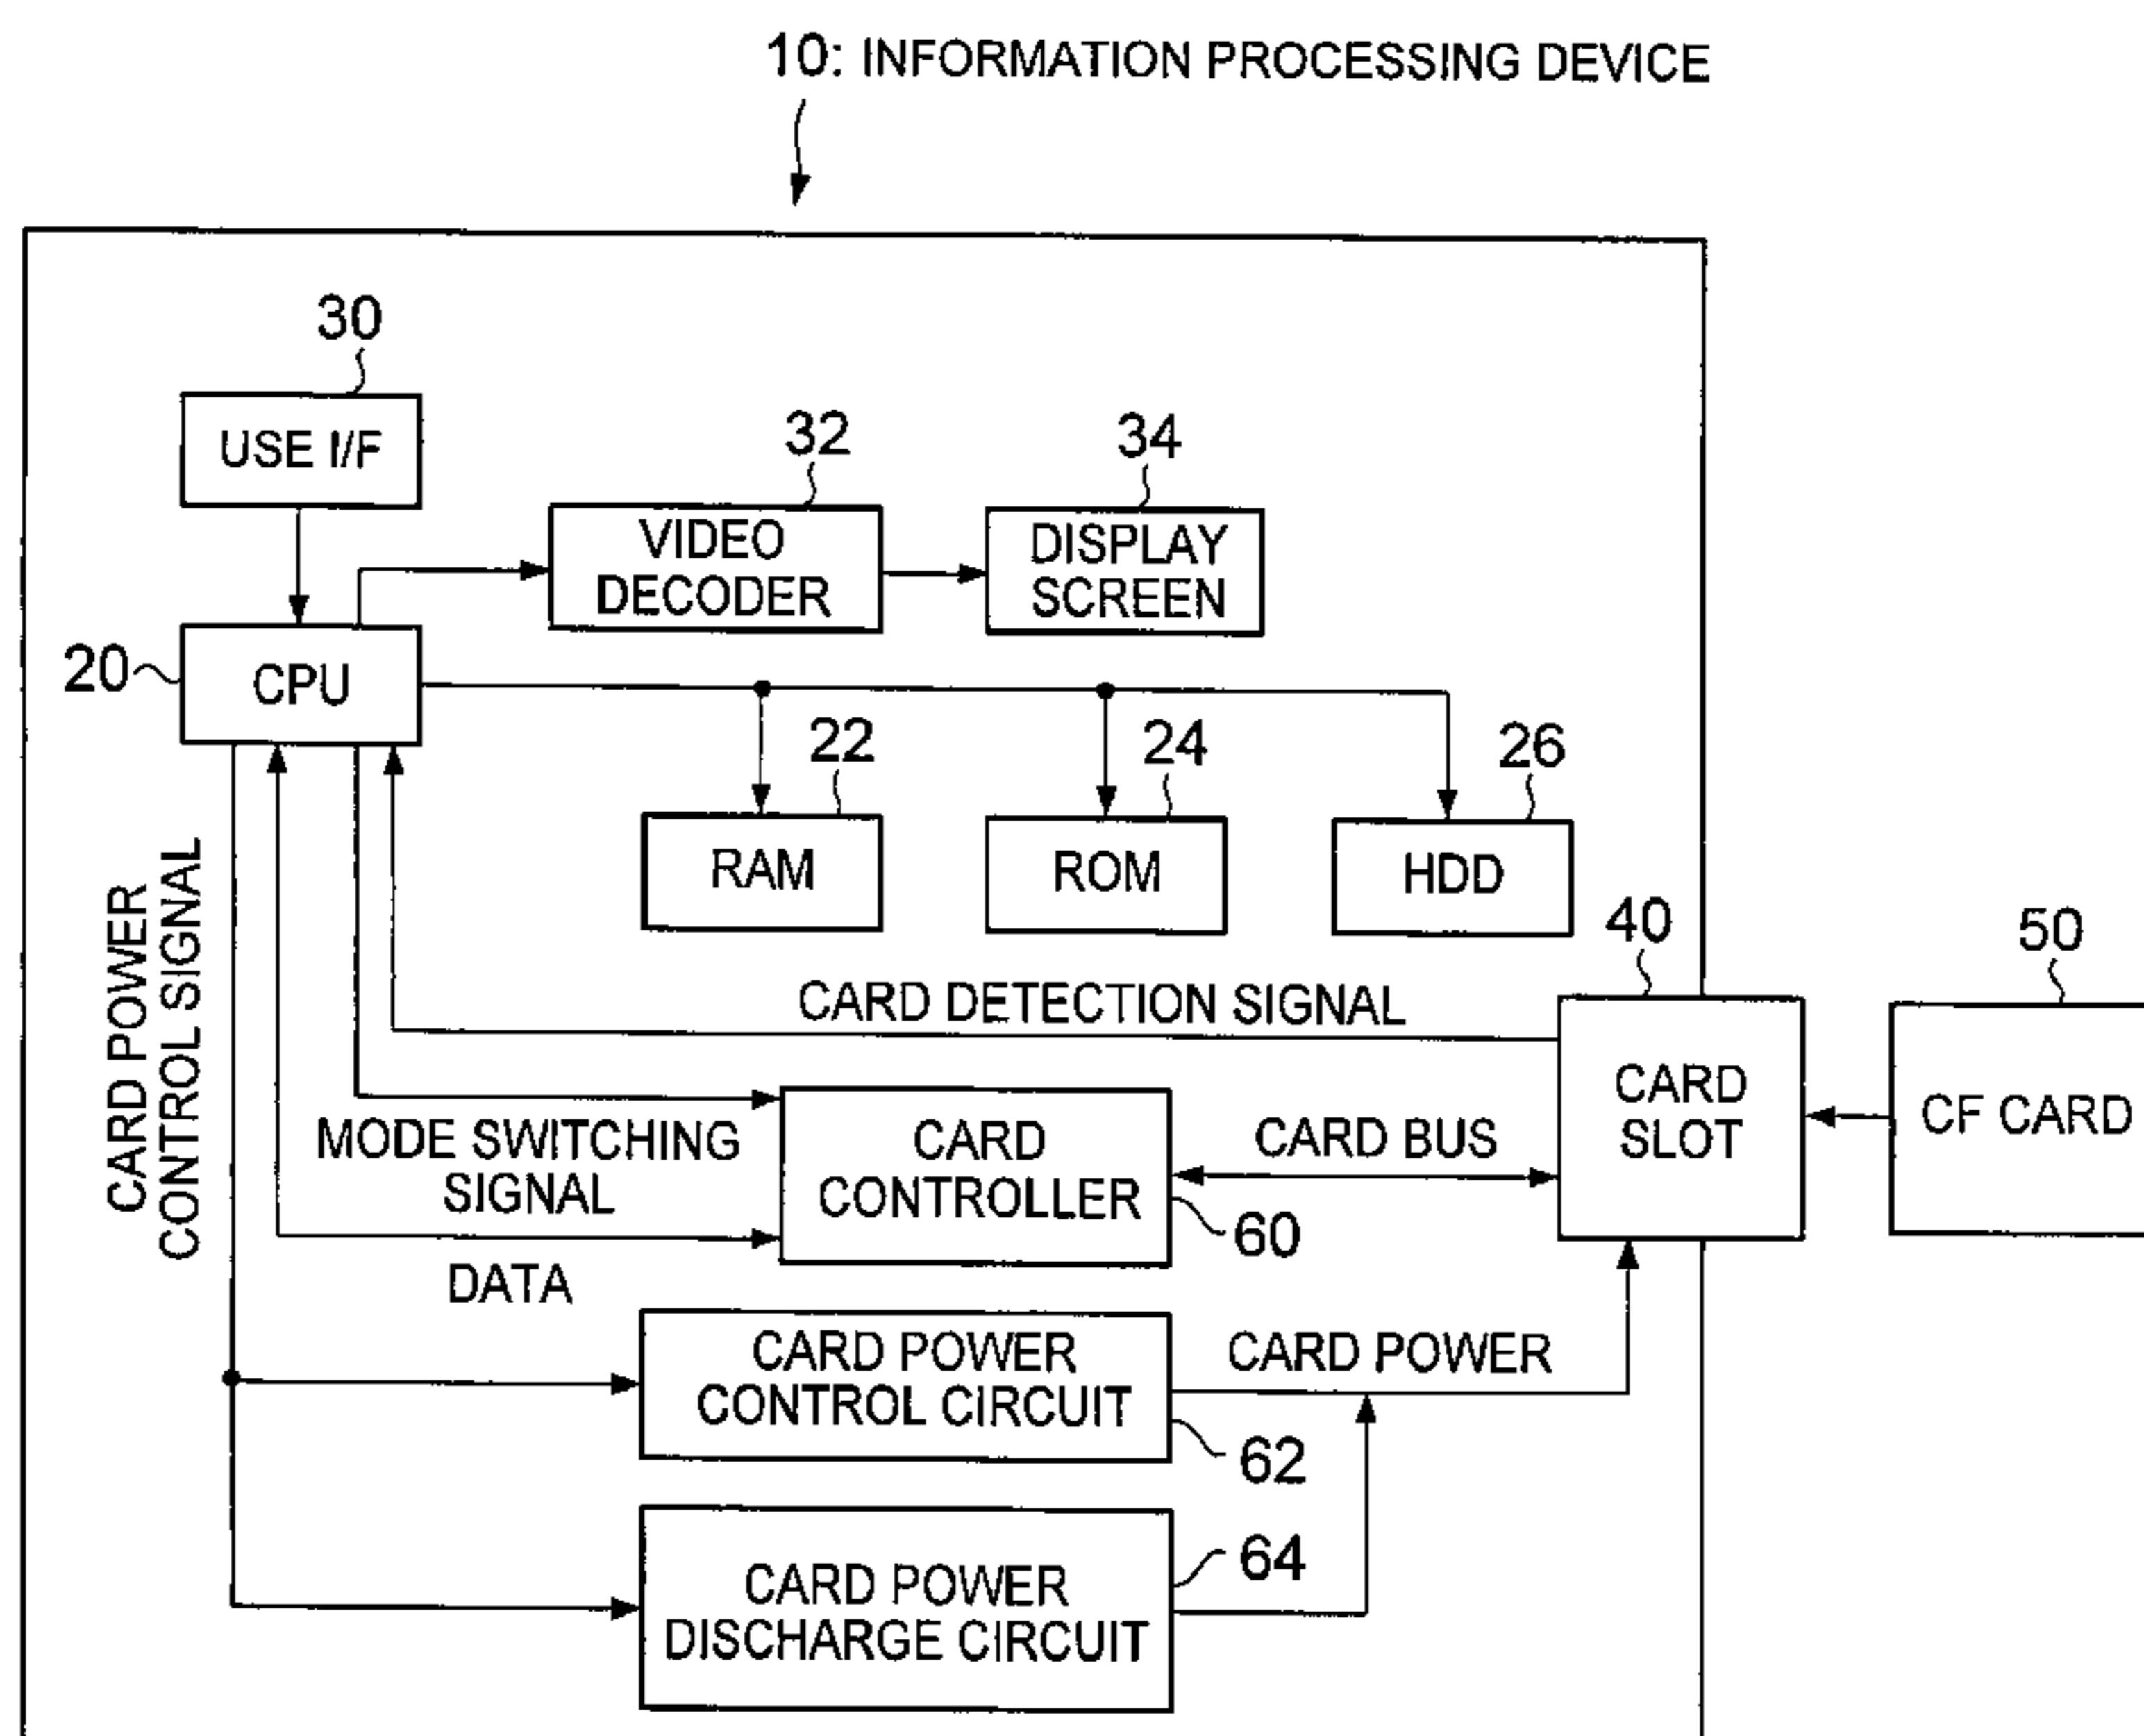 10: INFORMATION PROCESSING DEVICE
30
USE I/F
32
VIDEO
DECODER
34
DISPLAY
SCREEN
20
CPU
22
RAM
24
ROM
26
HDD
CARD POWER
CONTROL SIGNAL
CARD DETECTION SIGNAL
40
CARD
SLOT
50
CF CARD
MODE SWITCHING
SIGNAL
CARD
CONTROLLER
60
CARD BUS
DATA
CARD POWER
CONTROL CIRCUIT
62
CARD POWER
CARD POWER
DISCHARGE CIRCUIT
64